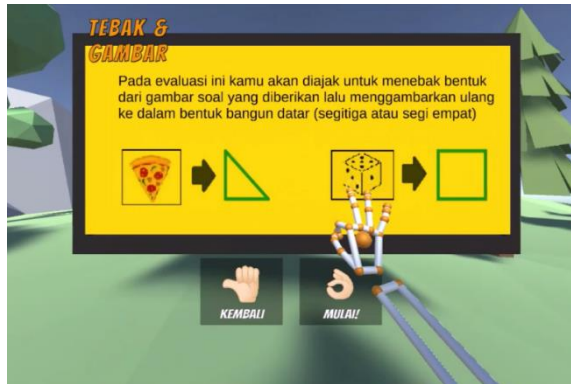 TEBAK &
GAMBAR
Pada evaluasi ini kamu akan diajak untuk menebak bentuk
dari gambar soal yang diberikan lalu menggambarkan ulang
ke dalam bentuk bangun datar (segitiga atau segi empat)
KEMBALI
MULAI!